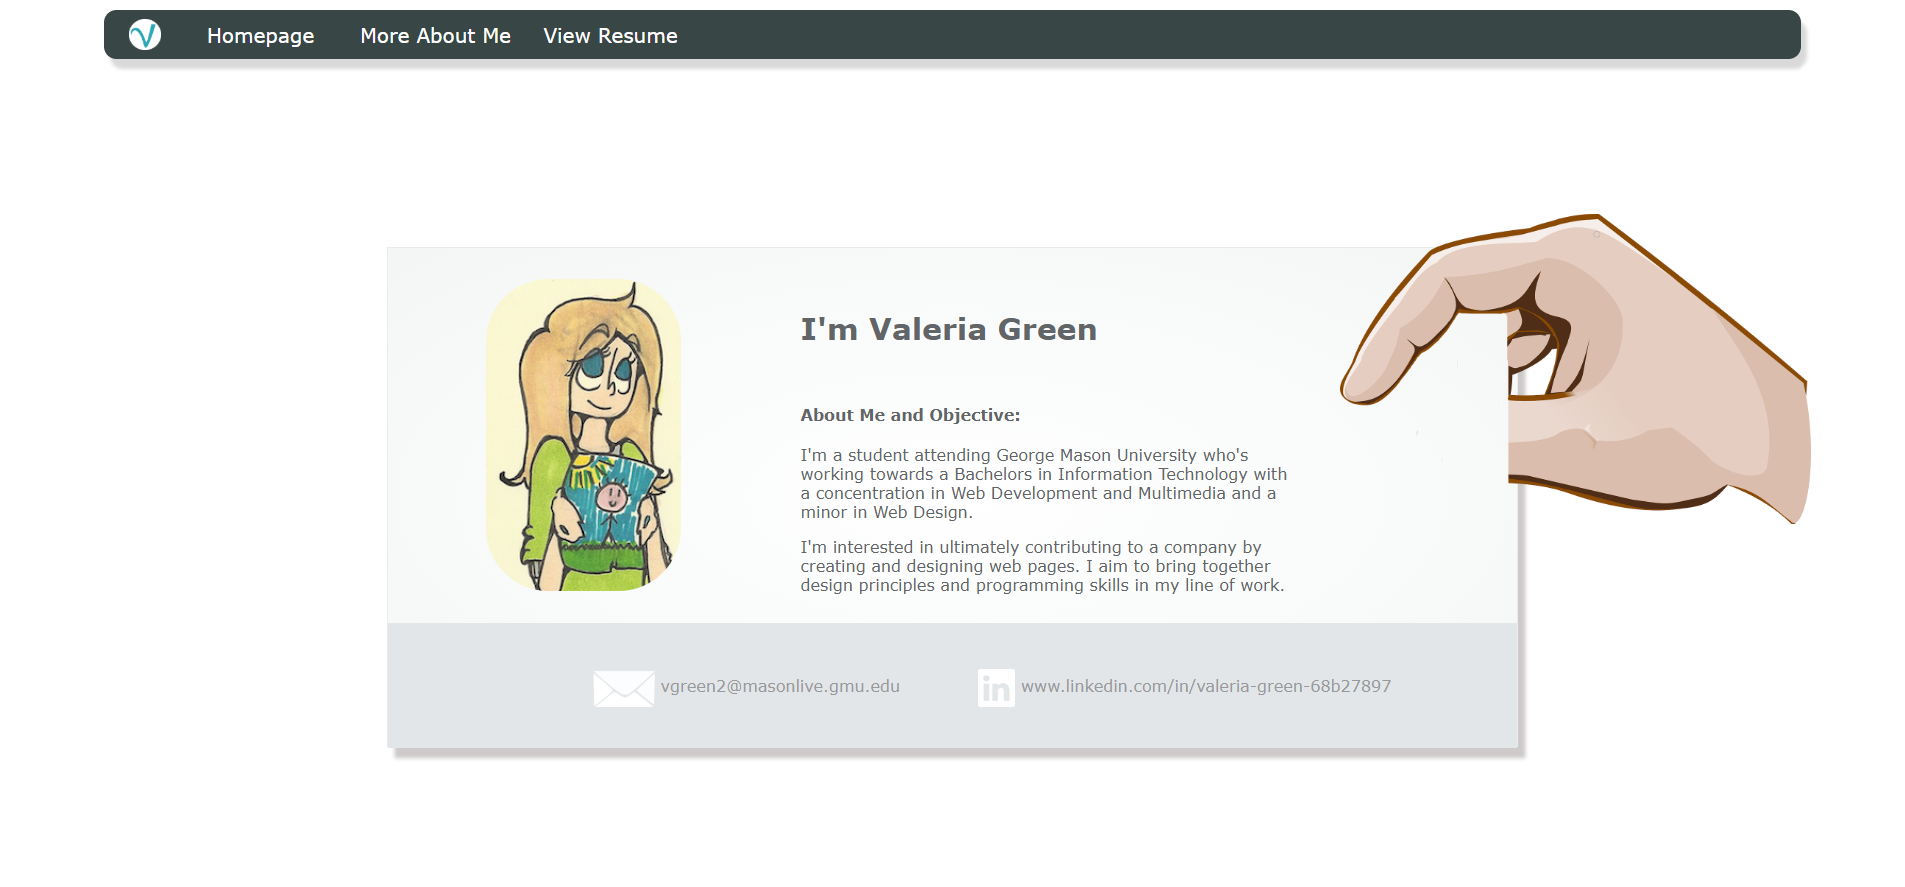 Homepage More About Me View Resume
I'm Valeria Green
About Me and Objective:
I'm a student attending George Mason University who's
working towards a Bachelors in Information Technology with
a concentration in Web Development and Multimedia and a
minor in Web Design.
I'm interested in ultimately contributing to a company by
creating and designing web pages. I aim to bring together
design principles and programming skills in my line of work.
vgreen2@masonlive.gmu.edu
in www.linkedin.com/in/valeria-green-68b27897